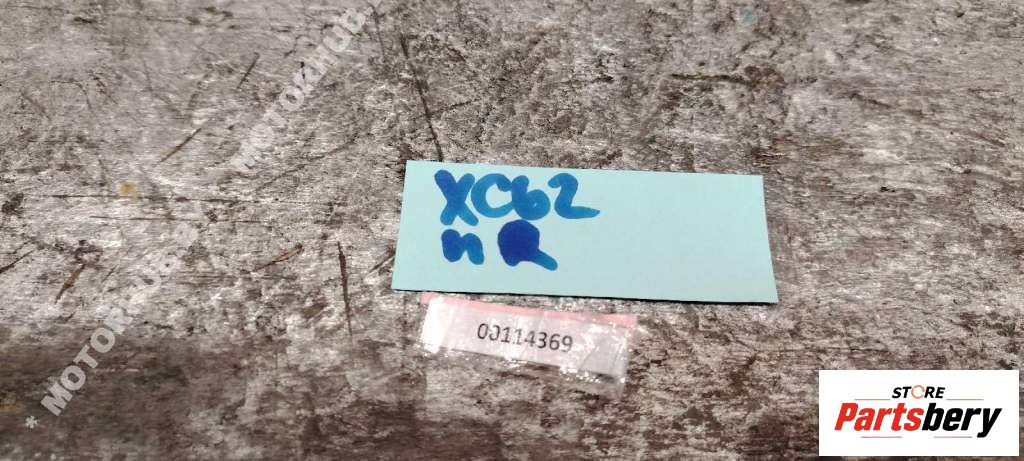 XC62
п R
00114369
STORE
Partsbery